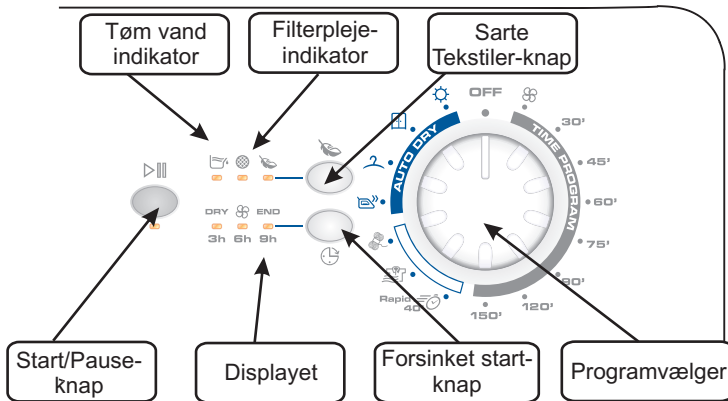 Tøm vand
indikator
Filterpleje-
indikator
Sarte
Tekstiler-knap
OFF
AUTO DRY
TIME PROGRAM
30'
45'
60'
75'
90'
120'
150'
Rapid
40'
DRY
END
3h
6h
9h
Start/Pause-
knap
Displayet
Forsinket start-
knap
Programvælger